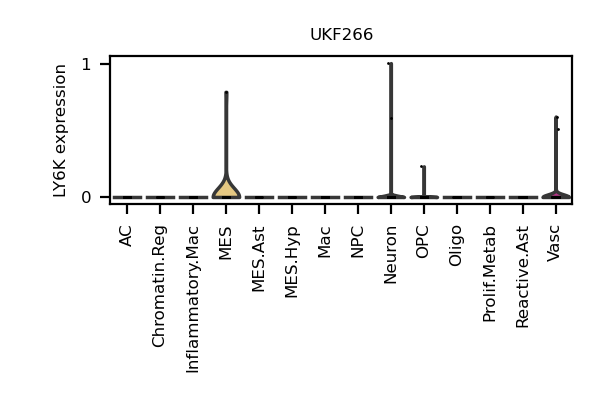 UKF266
LY6K expression
1
0
AC
Chromatin.Reg
Inflammatory.Mac
MES
MES.Ast
MES.Hyp
Mac
NPC
Neuron
OPC
Oligo
Prolif.Metab
Reactive.Ast
Vasc